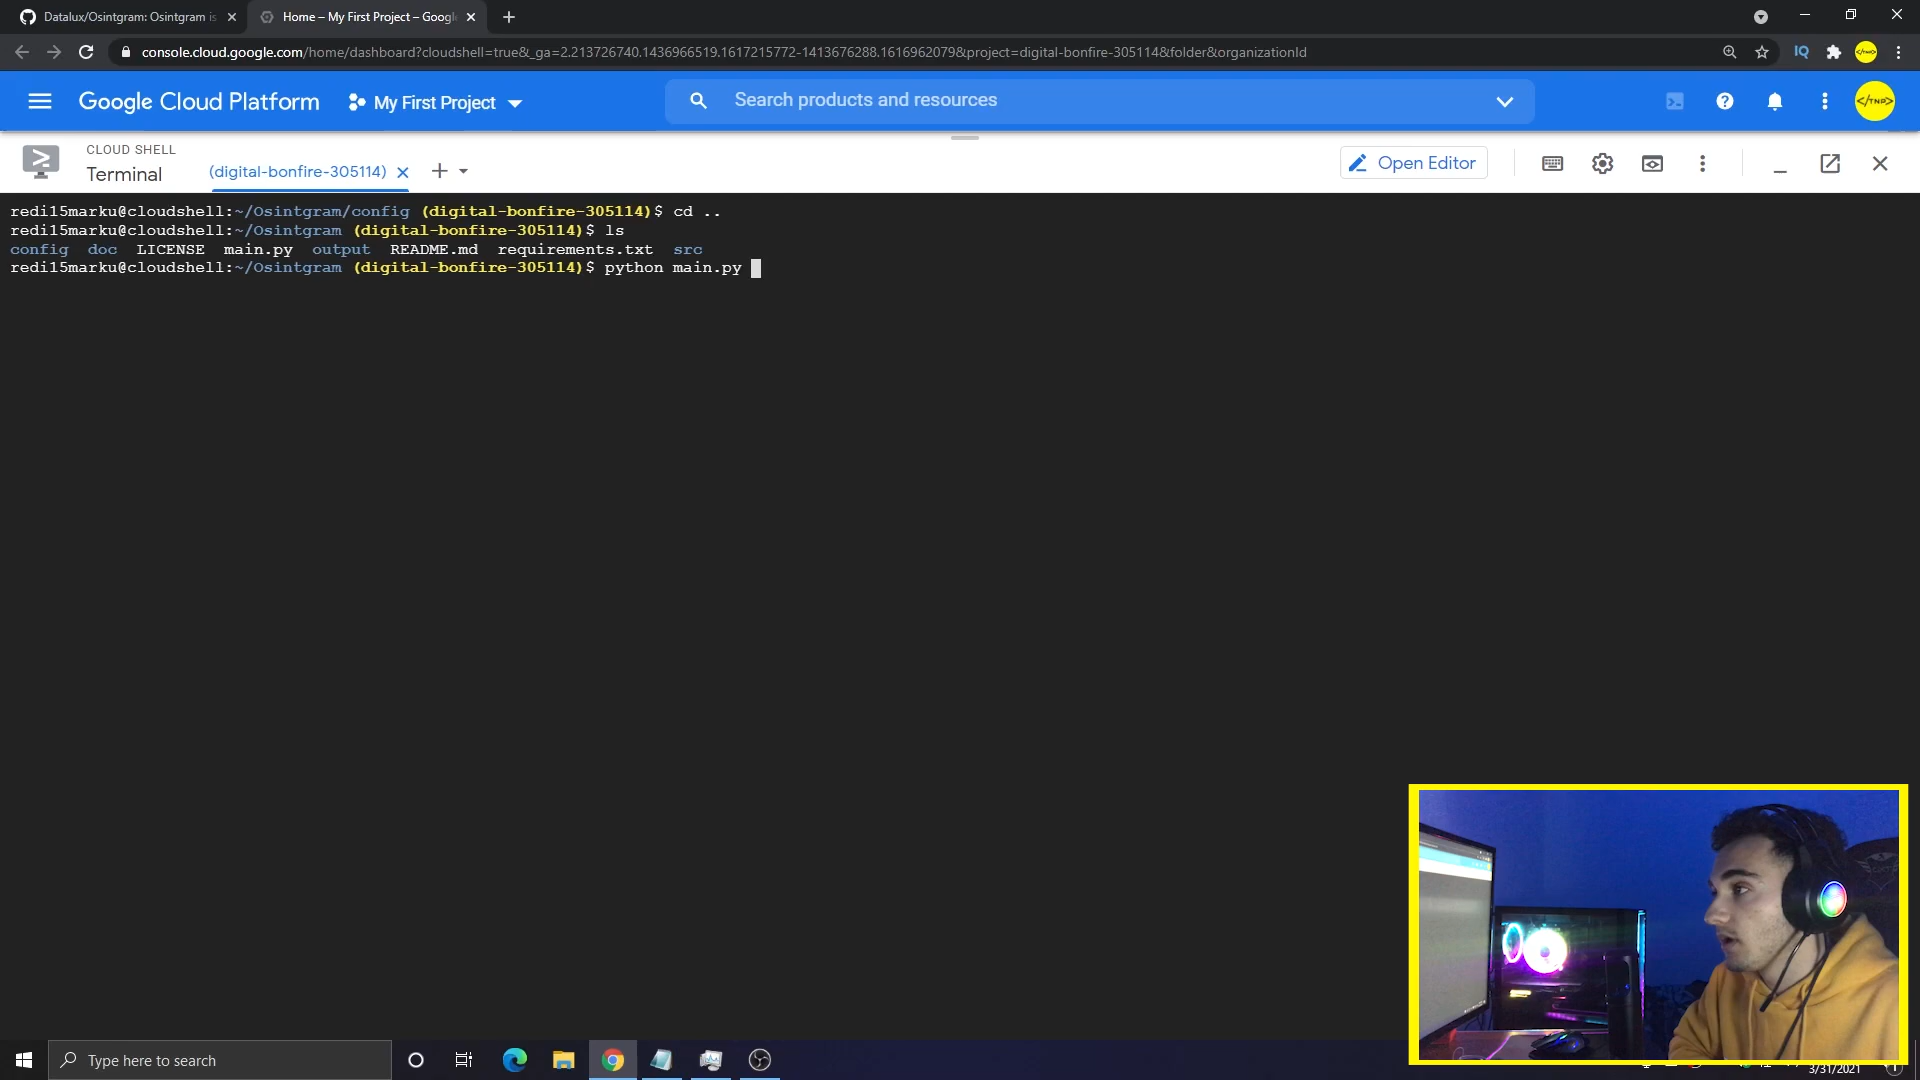 Datalux/Osintgram: Osintgram is
Home – My First Project – Google
console.cloud.google.com/home/dashboard?cloudshell=true&_ga=2.213726740.1436966519.1617215772-1413676288.1616962079&project=digital-bonfire-305114&folder&organizationId
IQ
Google Cloud Platform
My First Project
Search products and resources
</TNP>
CLOUD SHELL
Terminal
(digital-bonfire-305114)
Open Editor
redi15marku@cloudshell:~/Osintgram/config (digital-bonfire-305114)$ cd ..
redi15marku@cloudshell:~/Osintgram (digital-bonfire-305114)$ ls
config doc LICENSE main.py output README.md requirements.txt src
redi15marku@cloudshell:~/Osintgram (digital-bonfire-305114)$ python main.py
Type here to search
3/31/2021